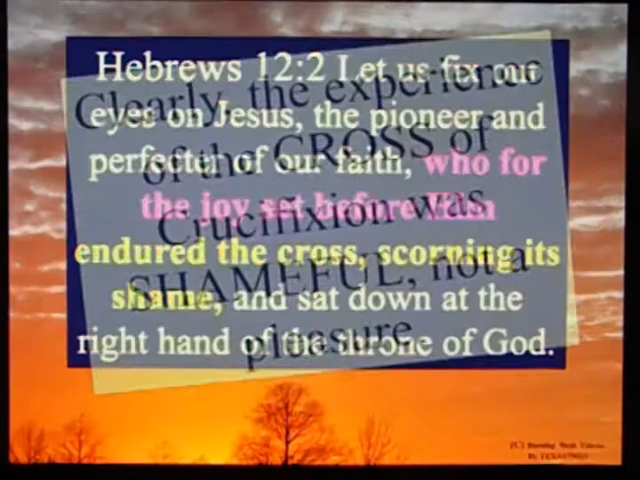 Hebrews 12:2 Let us fix our
eyes on Jesus, the pioneer and
perfecter of our faith, who for
the joy set before Him
endured the cross, scorning its
shame, and sat down at the
right hand of the throne of God.
Clearly, the experience
of the CROSS of
Crucifixion was
SHAMEFUL, not a
pleasure
(C)
By